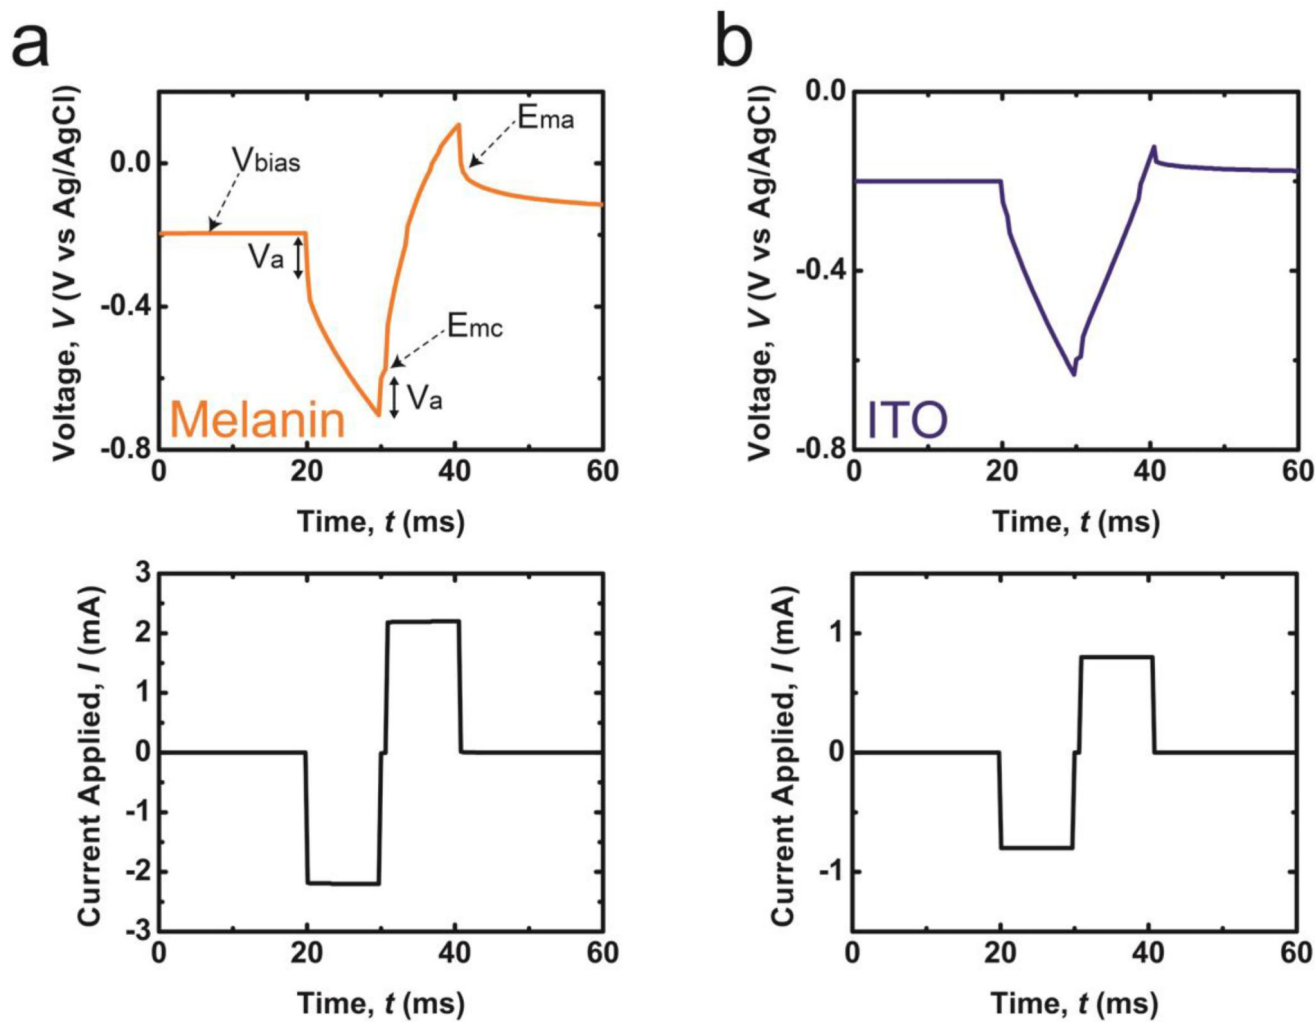 a
b
Voltage, V (V vs Ag/AgCl)
0.0
-0.4
-0.8
Vbias
Va
Ema
Emc
Va
Melanin
0
20
40
60
Time, t (ms)
Voltage, V (V vs Ag/AgCl)
0.0
-0.4
-0.8
ITO
0
20
40
60
Time, t (ms)
Current Applied, I (mA)
3
2
1
0
-1
-2
-3
0
20
40
60
Time, t (ms)
Current Applied, I (mA)
1
0
-1
0
20
40
60
Time, t (ms)